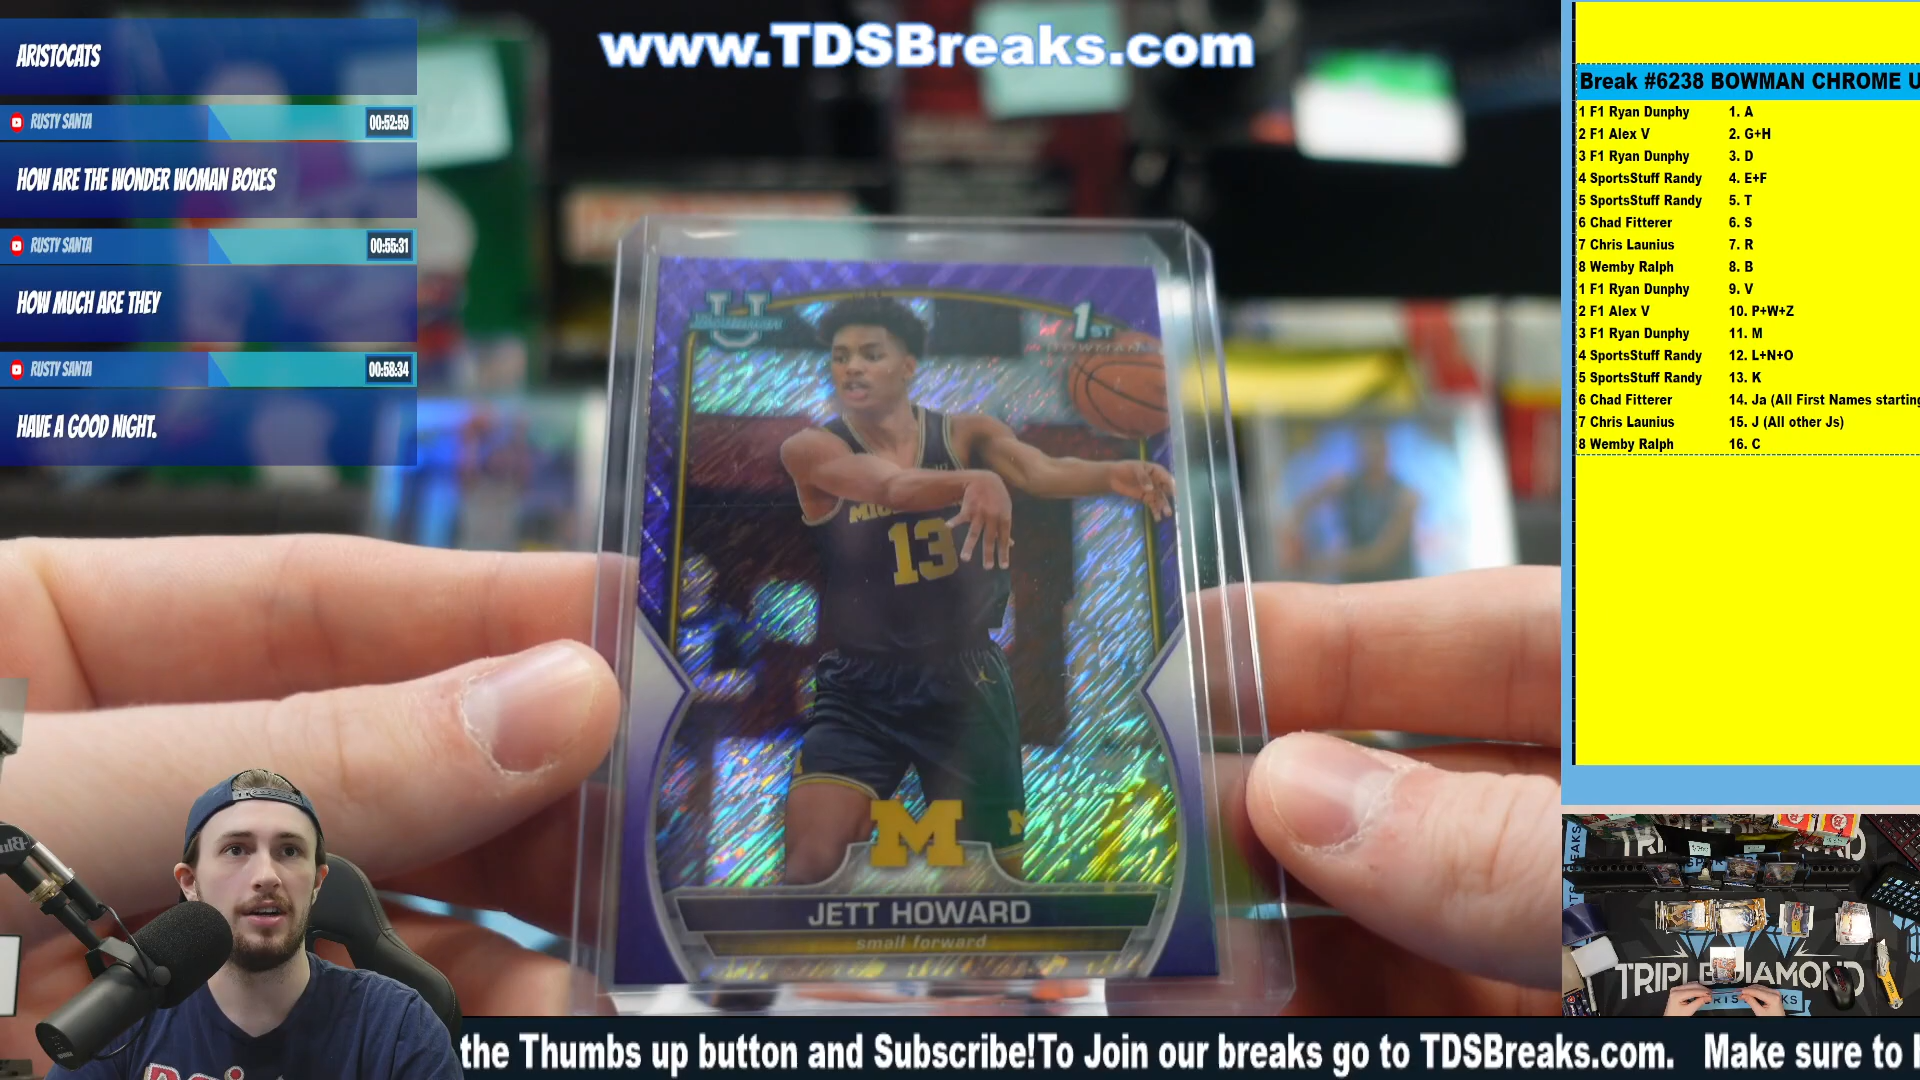 www.TDSBreaks.com
ARISTOCATS
RUSTY SANTA 00:52:59
HOW ARE THE WONDER WOMAN BOXES
RUSTY SANTA 00:55:31
HOW MUCH ARE THEY
RUSTY SANTA 00:58:34
HAVE A GOOD NIGHT.
1ST
BOWMAN
13
M
JETT HOWARD
small forward
Break #6238 BOWMAN CHROME U
1 F1 Ryan Dunphy 1. A
2 F1 Alex V 2. G+H
3 F1 Ryan Dunphy 3. D
4 SportsStuff Randy 4. E+F
5 SportsStuff Randy 5. T
6 Chad Fitterer 6. S
7 Chris Launius 7. R
8 Wemby Ralph 8. B
1 F1 Ryan Dunphy 9. V
2 F1 Alex V 10. P+W+Z
3 F1 Ryan Dunphy 11. M
4 SportsStuff Randy 12. L+N+O
5 SportsStuff Randy 13. K
6 Chad Fitterer 14. Ja (All First Names starting
7 Chris Launius 15. J (All other Js)
8 Wemby Ralph 16. C
TRIPLE DIAMOND
the Thumbs up button and Subscribe!To Join our breaks go to TDSBreaks.com. Make sure to